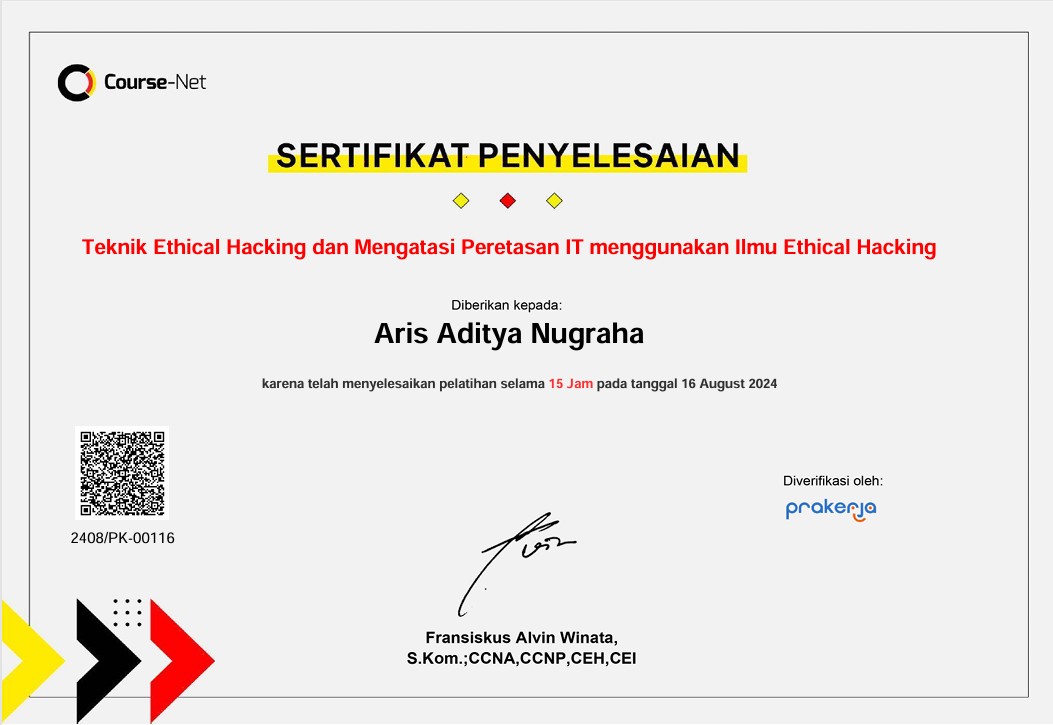 Course-Net
SERTIFIKAT PENYELESAIAN
Teknik Ethical Hacking dan Mengatasi Peretasan IT menggunakan Ilmu Ethical Hacking
Diberikan kepada:
Aris Aditya Nugraha
karena telah menyelesaikan pelatihan selama 15 Jam pada tanggal 16 August 2024
2408/PK-00116
Diverifikasi oleh:
prakerja
Fransiskus Alvin Winata,
S.Kom.;CCNA,CCNP,CEH,CEI